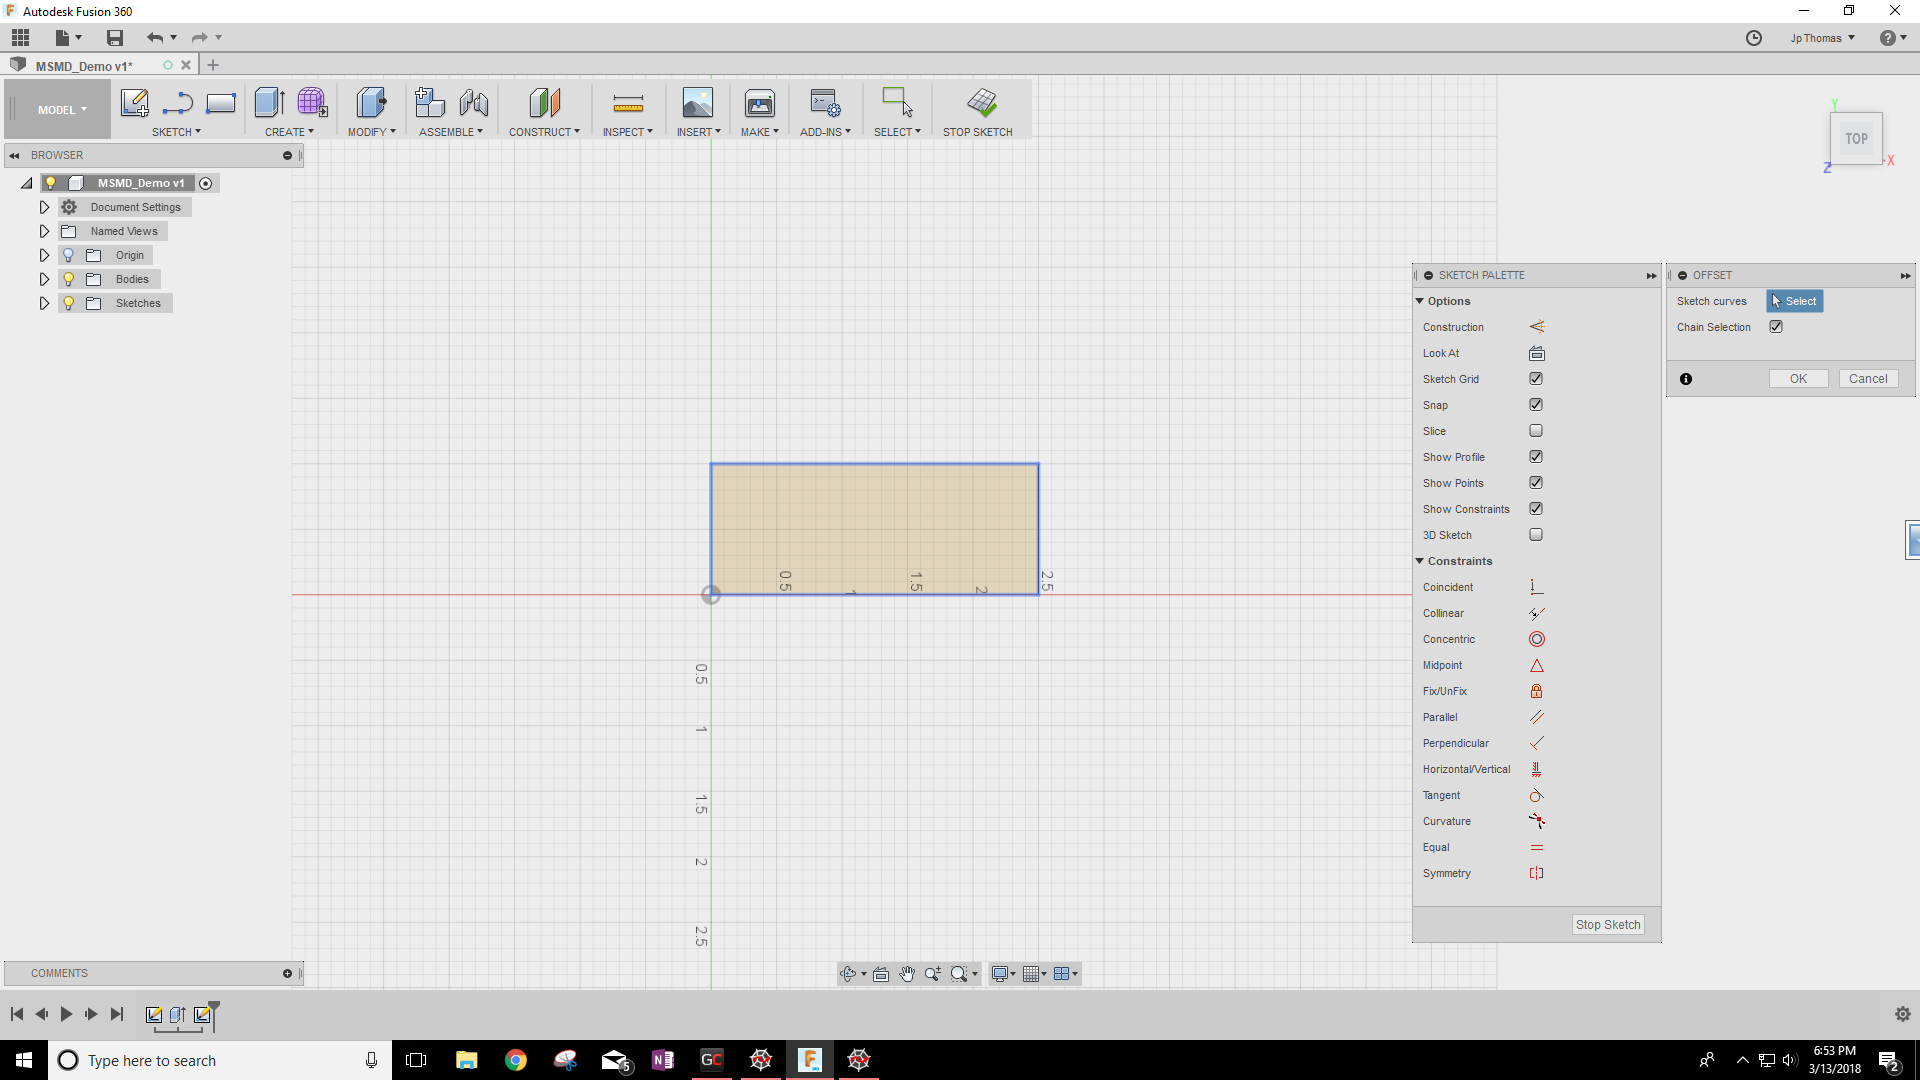 Autodesk Fusion 360
Jp Thomas
MSMD_Demo v1*
MODEL
SKETCH
CREATE
MODIFY
ASSEMBLE
CONSTRUCT
INSPECT
INSERT
MAKE
ADD-INS
SELECT
STOP SKETCH
TOP
Y
X
Z
BROWSER
MSMD_Demo v1
Document Settings
Named Views
Origin
Bodies
Sketches
0.5
1
1.5
2
2.5
0.5
1
1.5
2
2.5
SKETCH PALETTE
Options
Construction
Look At
Sketch Grid
Snap
Slice
Show Profile
Show Points
Show Constraints
3D Sketch
Constraints
Coincident
Collinear
Concentric
Midpoint
Fix/UnFix
Parallel
Perpendicular
Horizontal/Vertical
Tangent
Curvature
Equal
Symmetry
Stop Sketch
OFFSET
Sketch curves
Select
Chain Selection
OK
Cancel
COMMENTS
Type here to search
5
N
GC
F
6:53 PM
3/13/2018
2